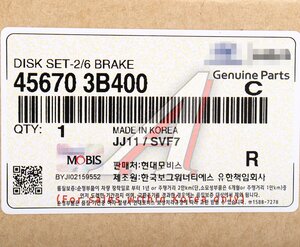 DISK SET-2/6 BRAKE
45670 3B400
Genuine Parts
C
QTY: 1
MADE IN KOREA
JJ11 / SVF7
MOBIS
BYJI02159552
판매처:현대모비스
제조원:한국보그워너티에스 유한책임회사
R